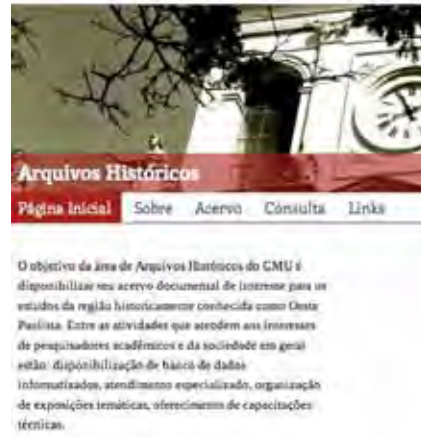 Arquivos Históricos
Página Inicial Sobre Acervo Consulta Links
O objetivo da área de Arquivos Históricos do CMU é
disponibilizar seu acervo documental de interesse para os
estudos da região historicamente conhecida como Oeste
Paulista. Entre as atividades que atendem aos interesses
de pesquisadores acadêmicos e da sociedade em geral
estão: disponibilização de banco de dados
informatizados, atendimento especializado, organização
de exposições temáticas, oferecimento de capacitações
técnicas.